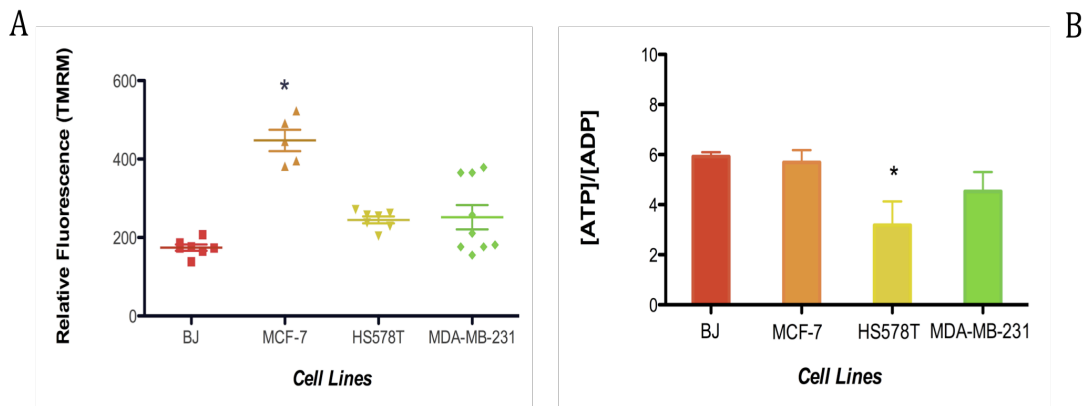 A
Relative Fluorescence (TMRM)
600
400
200
0
*
BJ MCF-7 HS578T MDA-MB-231
Cell Lines
B
[ATP]/[ADP]
10
8
6
4
2
0
*
BJ MCF-7 HS578T MDA-MB-231
Cell Lines